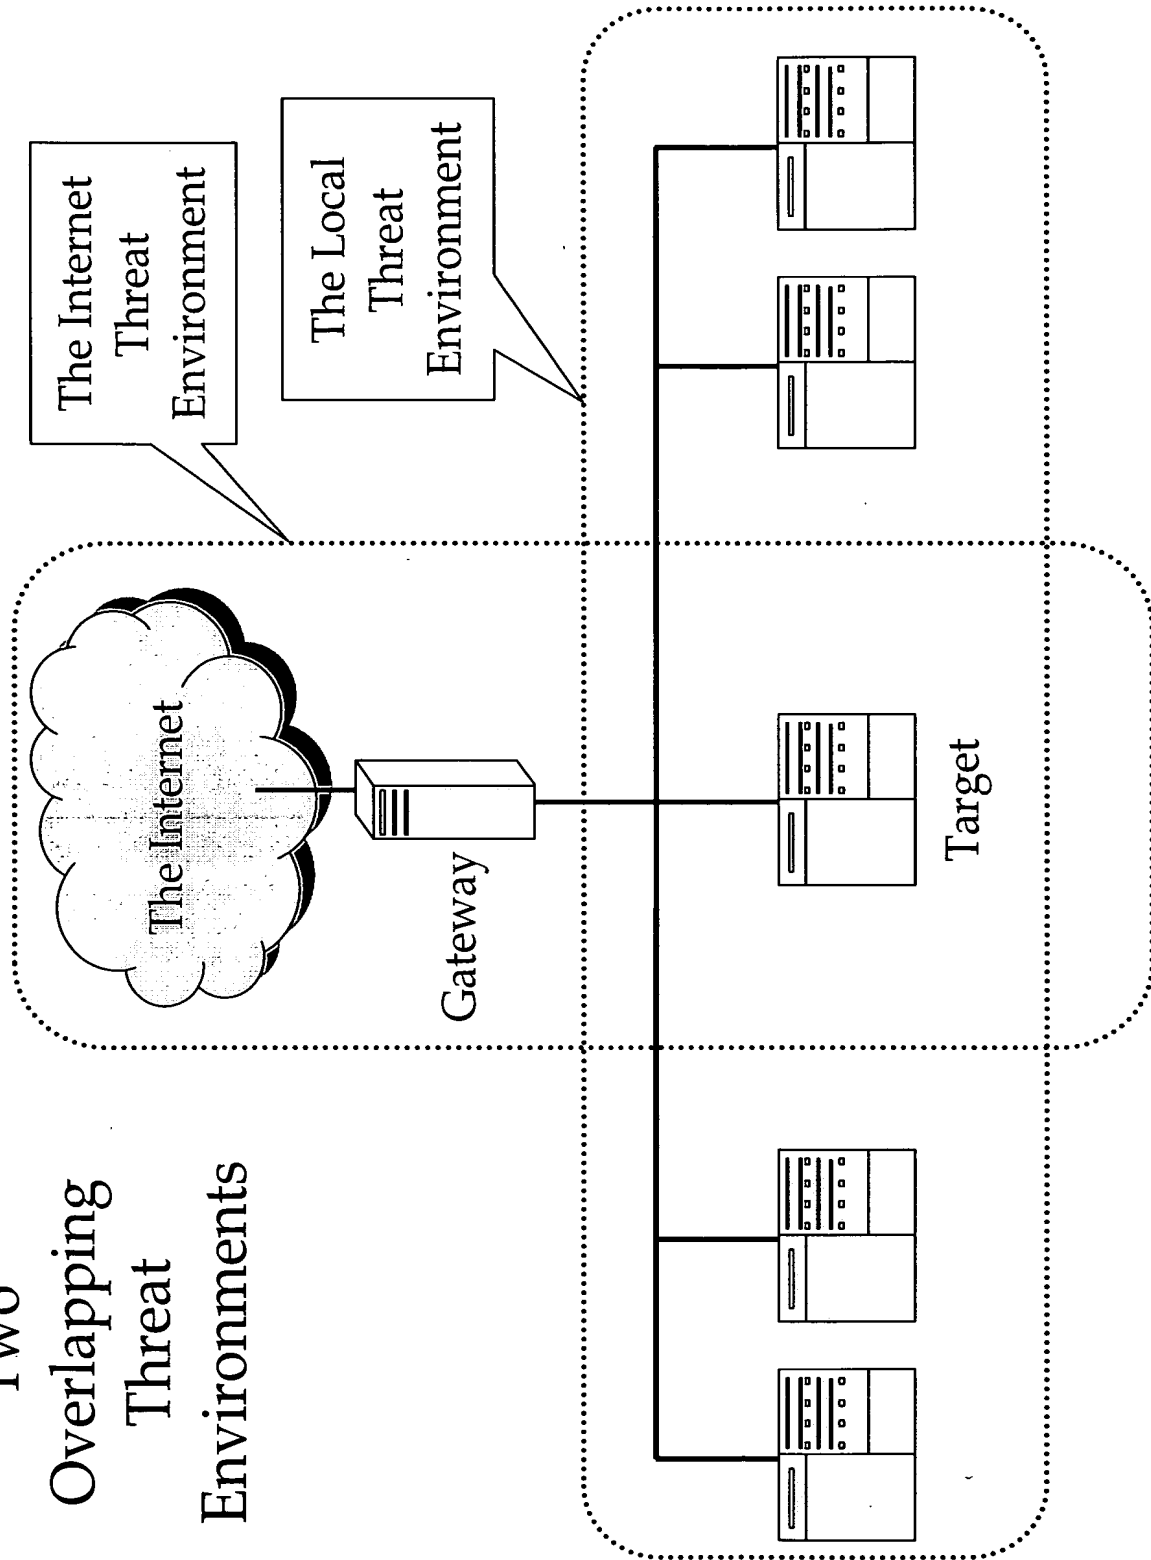 Two
Overlapping
Threat
Environments
The Internet
Threat
Environment
The Local
Threat
Environment
The Internet
Gateway
Target